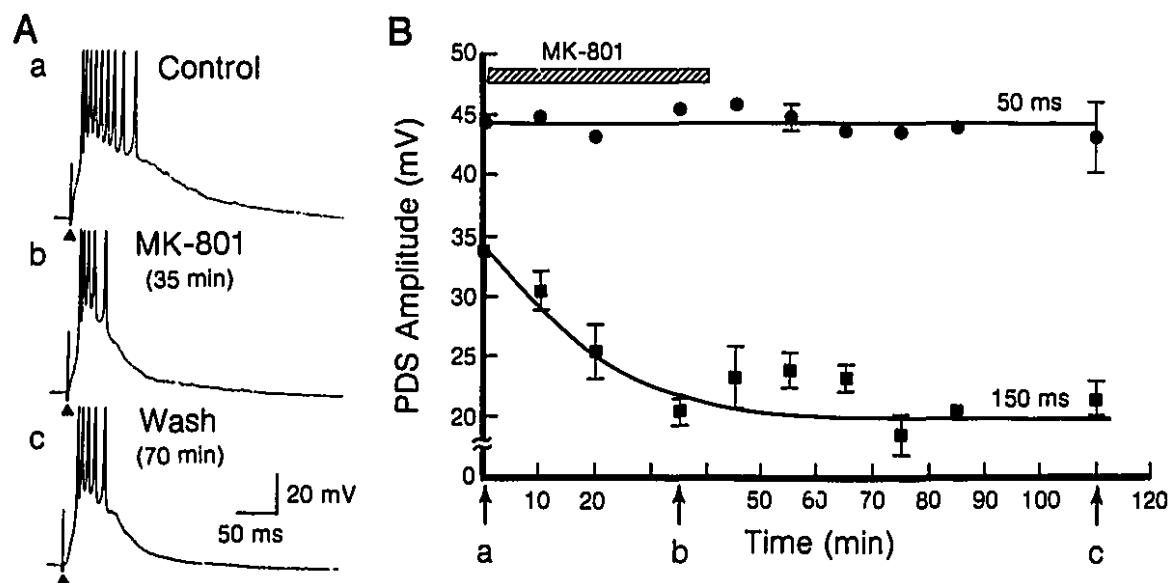 A
a
Control
b
MK-801
(35 min)
c
Wash
(70 min)
20 mV
50 ms
B
PDS Amplitude (mV)
50
45
40
35
30
25
20
0
MK-801
50 ms
150 ms
10 20 50 60 70 80 90 100 120
a b c
Time (min)